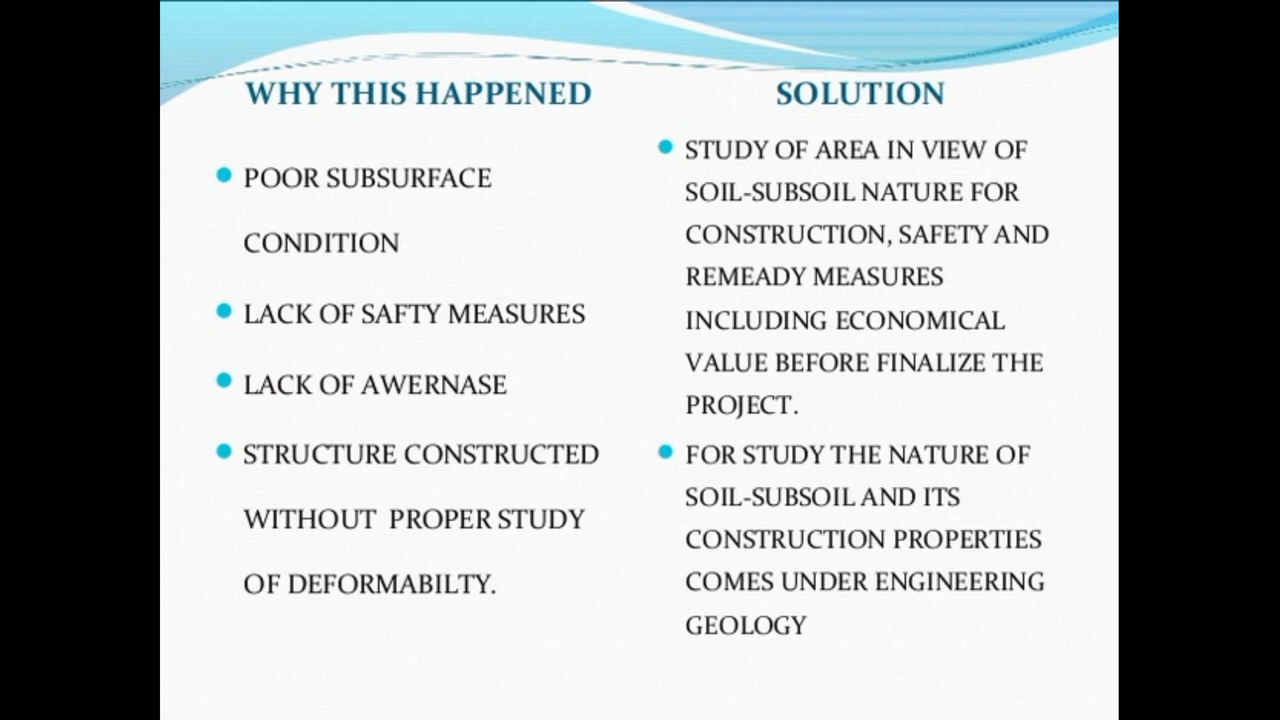 WHY THIS HAPPENED
POOR SUBSURFACE
CONDITION
LACK OF SAFTY MEASURES
LACK OF AWERNASE
STRUCTURE CONSTRUCTED
WITHOUT PROPER STUDY
OF DEFORMABILTY.
SOLUTION
STUDY OF AREA IN VIEW OF
SOIL-SUBSOIL NATURE FOR
CONSTRUCTION, SAFETY AND
REMEADY MEASURES
INCLUDING ECONOMICAL
VALUE BEFORE FINALIZE THE
PROJECT.
FOR STUDY THE NATURE OF
SOIL-SUBSOIL AND ITS
CONSTRUCTION PROPERTIES
COMES UNDER ENGINEERING
GEOLOGY